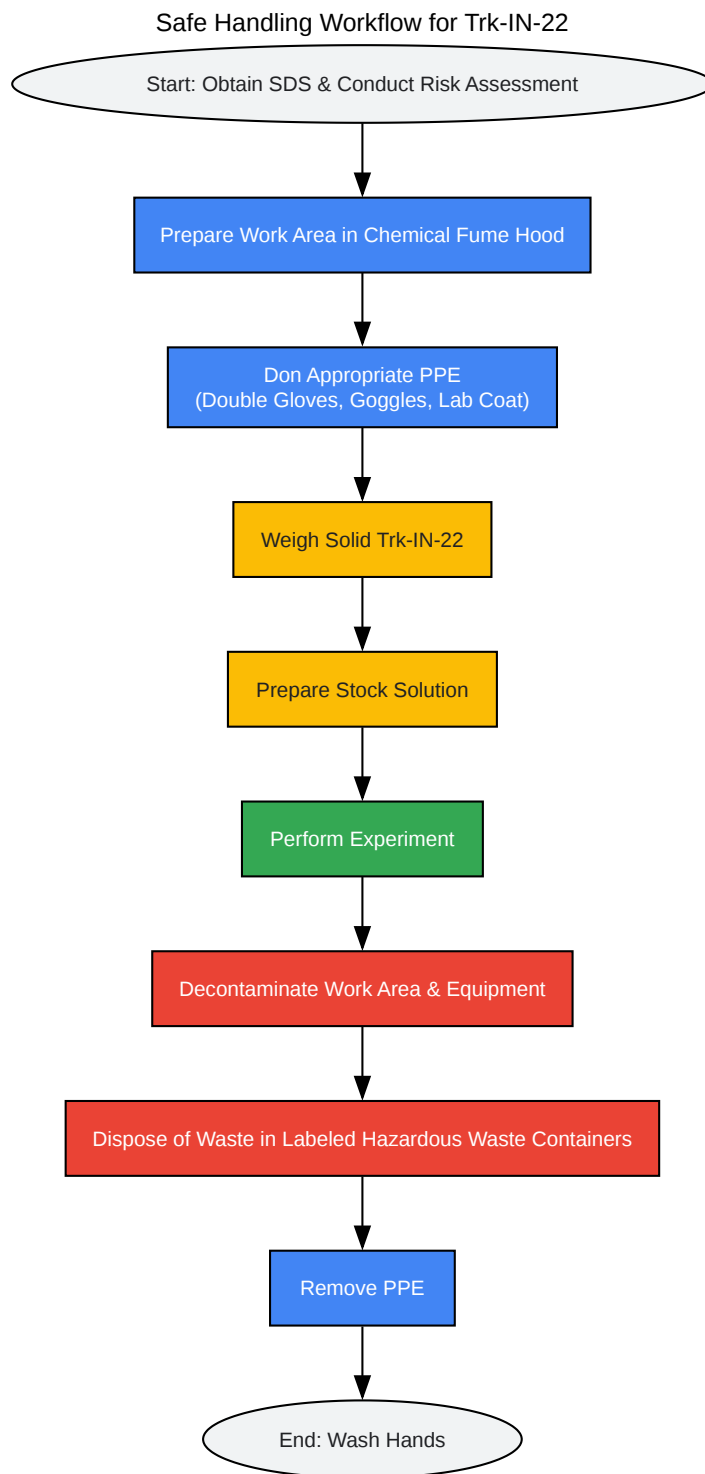 Safe Handling Workflow for Trk-IN-22
Start: Obtain SDS & Conduct Risk Assessment
Prepare Work Area in Chemical Fume Hood
Don Appropriate PPE
(Double Gloves, Goggles, Lab Coat)
Weigh Solid Trk-IN-22
Prepare Stock Solution
Perform Experiment
Decontaminate Work Area & Equipment
Dispose of Waste in Labeled Hazardous Waste Containers
Remove PPE
End: Wash Hands